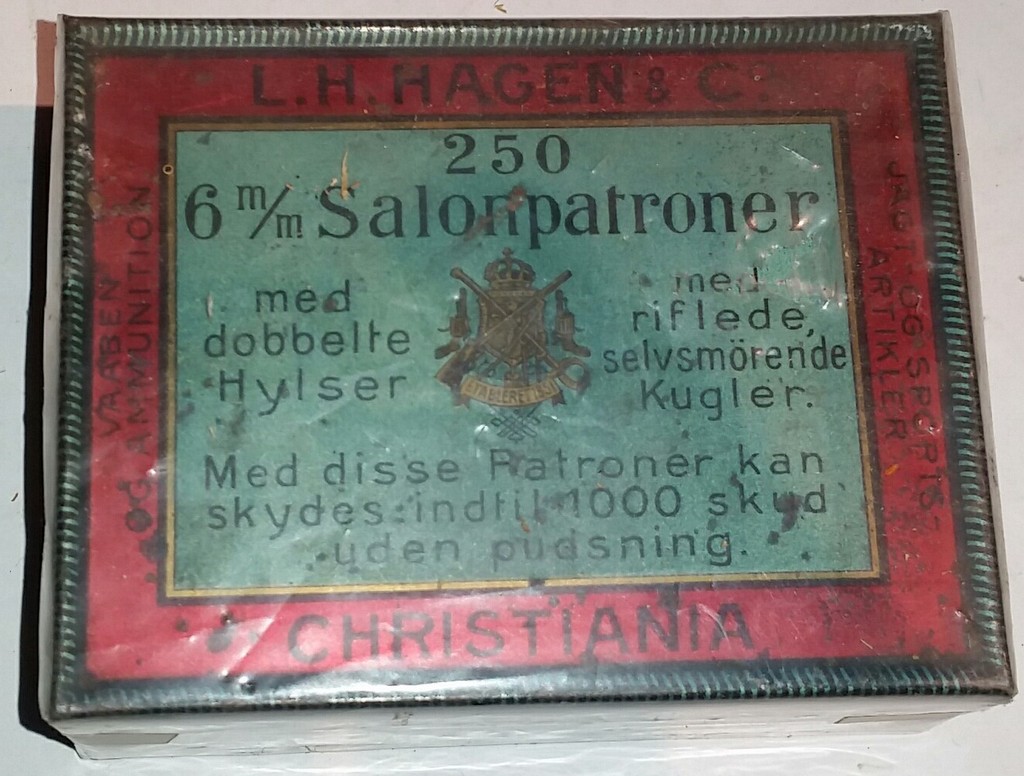 L.H. HAGEN & Co.
250
6 m/m Salonpatroner
med
dobbelte
Hylser
med
riflede,
selvsmörende
Kugler.
Med disse Patroner kan
skydes indtil 1000 skud
uden pudsning.
CHRISTIANIA
VAABEN
OG AMMUNITION
JAGT- OG SPORTS-
ARTIKLER